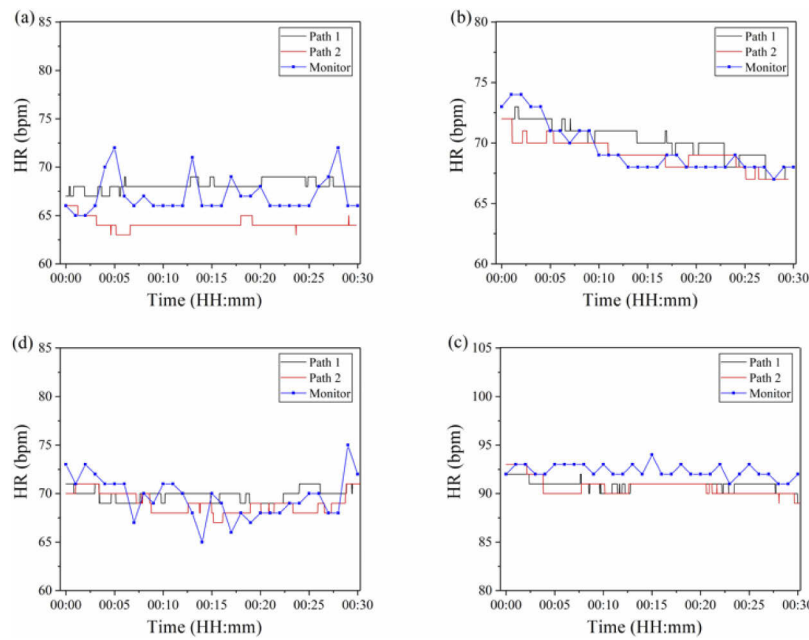 (a)
85
80
75
70
65
60
HR (bpm)
Path 1
Path 2
Monitor
00:00 00:05 00:10 00:15 00:20 00:25 00:30
Time (HH:mm)
(b)
80
75
70
65
60
HR (bpm)
Path 1
Path 2
Monitor
00:00 00:05 00:10 00:15 00:20 00:25 00:30
Time (HH:mm)
(d)
85
80
75
70
65
60
HR (bpm)
Path 1
Path 2
Monitor
00:00 00:05 00:10 00:15 00:20 00:25 00:30
Time (HH:mm)
(c)
105
100
95
90
85
80
HR (bpm)
Path 1
Path 2
Monitor
00:00 00:05 00:10 00:15 00:20 00:25 00:30
Time (HH:mm)